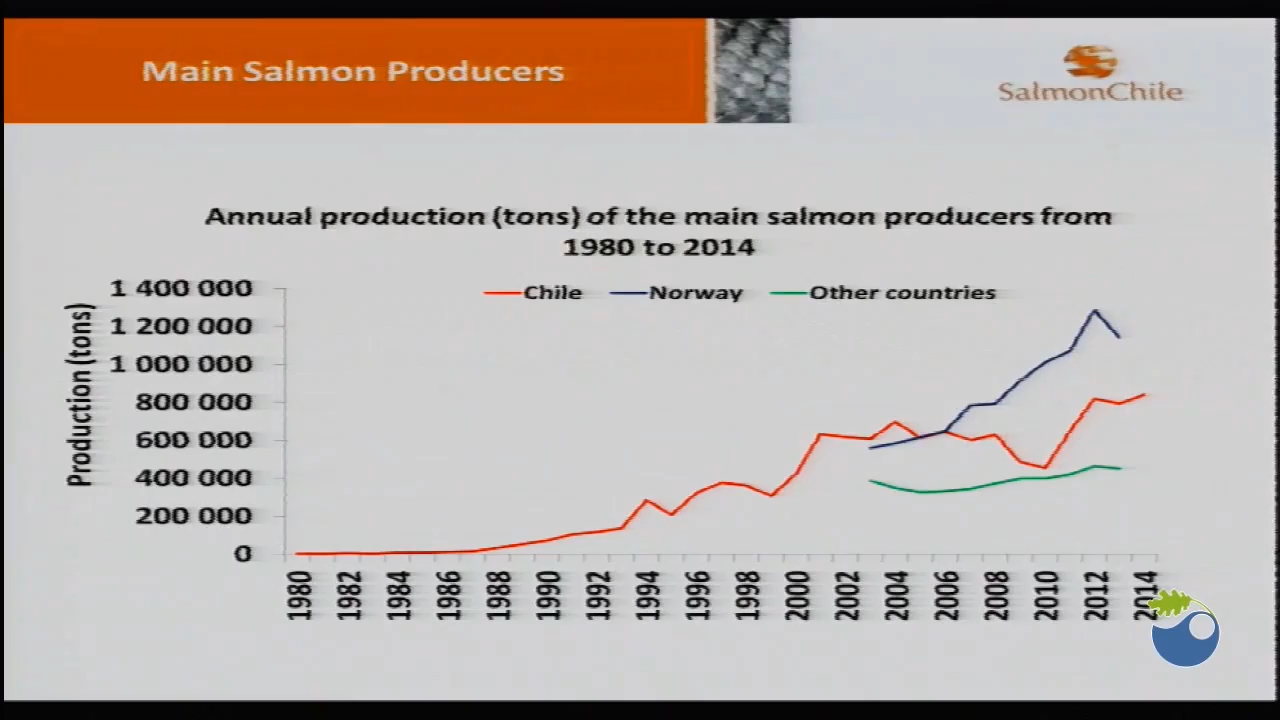 Main Salmon Producers
SalmonChile
Annual production (tons) of the main salmon producers from
1980 to 2014
Chile
Norway
Other countries
Production (tons)
1 400 000
1 200 000
1 000 000
800 000
600 000
400 000
200 000
0
1980
1982
1984
1986
1988
1990
1992
1994
1996
1998
2000
2002
2004
2006
2008
2010
2012
2014